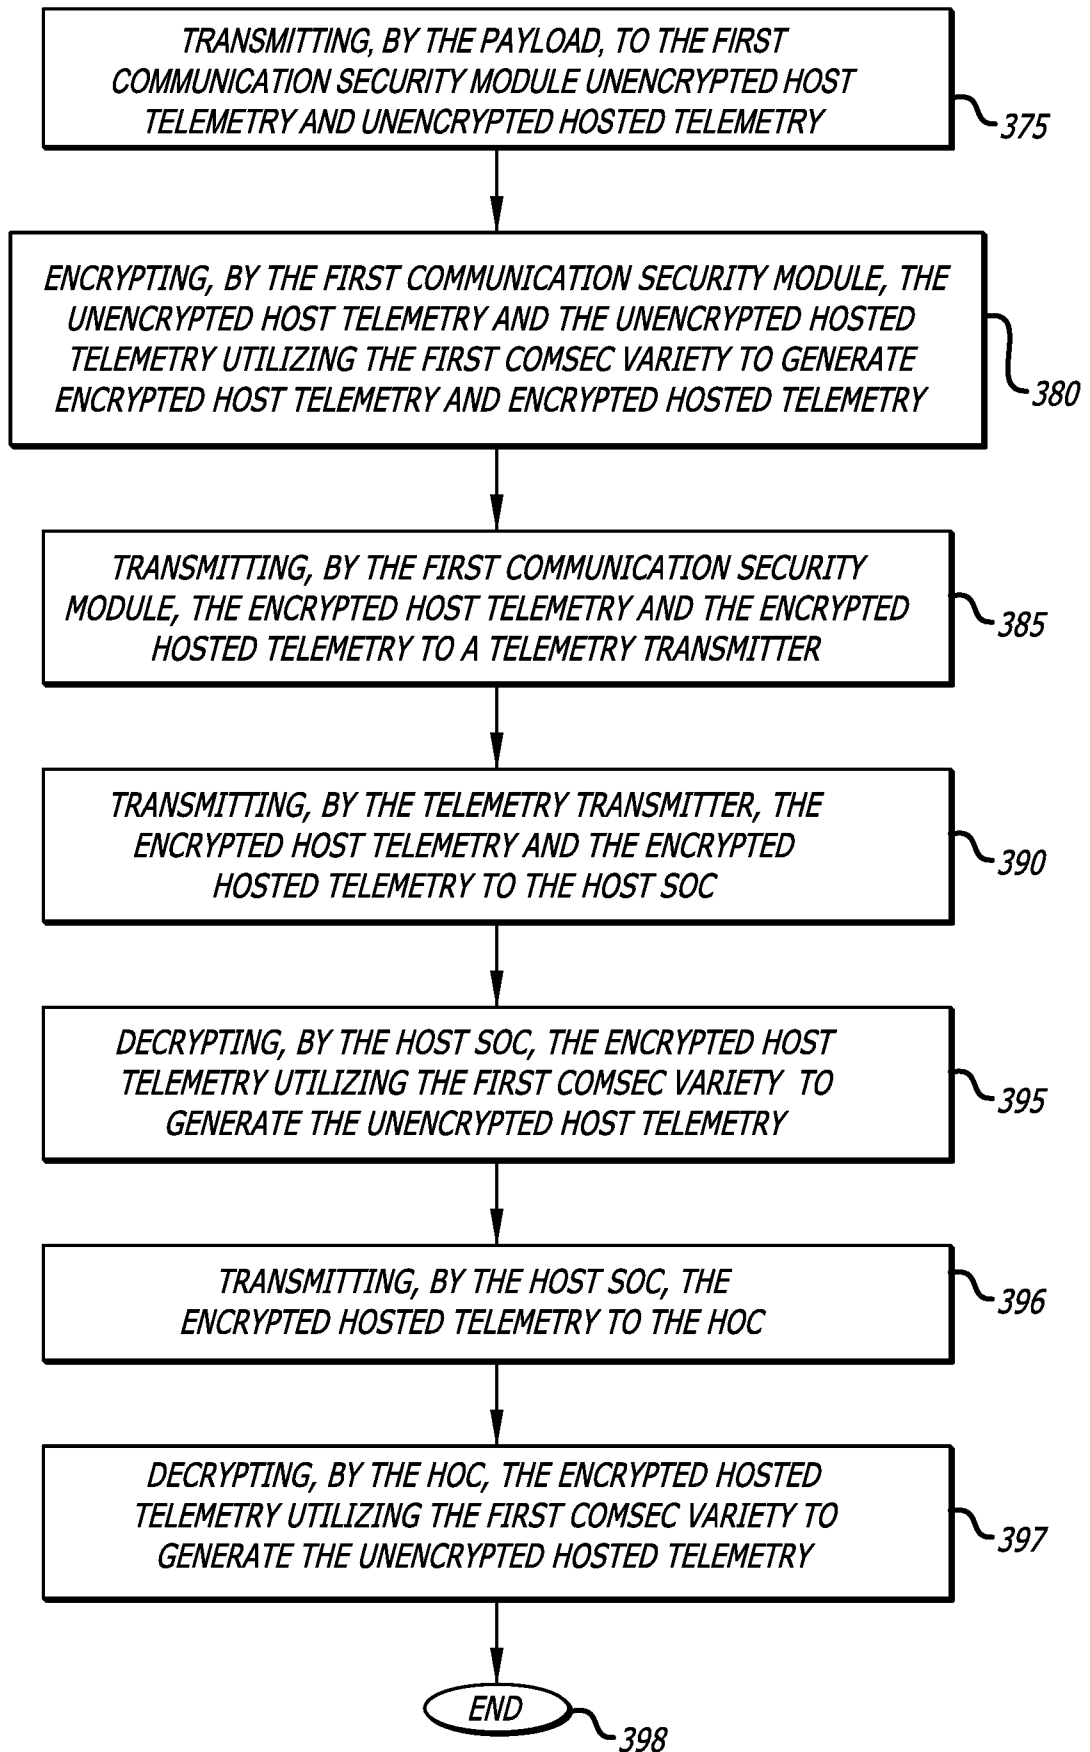 TRANSMITTING, BY THE PAYLOAD, TO THE FIRST
COMMUNICATION SECURITY MODULE UNENCRYPTED HOST
TELEMETRY AND UNENCRYPTED HOSTED TELEMETRY
375
ENCRYPTING, BY THE FIRST COMMUNICATION SECURITY MODULE, THE
UNENCRYPTED HOST TELEMETRY AND THE UNENCRYPTED HOSTED
TELEMETRY UTILIZING THE FIRST COMSEC VARIETY TO GENERATE
ENCRYPTED HOST TELEMETRY AND ENCRYPTED HOSTED TELEMETRY
380
TRANSMITTING, BY THE FIRST COMMUNICATION SECURITY
MODULE, THE ENCRYPTED HOST TELEMETRY AND THE ENCRYPTED
HOSTED TELEMETRY TO A TELEMETRY TRANSMITTER
385
TRANSMITTING, BY THE TELEMETRY TRANSMITTER, THE
ENCRYPTED HOST TELEMETRY AND THE ENCRYPTED
HOSTED TELEMETRY TO THE HOST SOC
390
DECRYPTING, BY THE HOST SOC, THE ENCRYPTED HOST
TELEMETRY UTILIZING THE FIRST COMSEC VARIETY TO
GENERATE THE UNENCRYPTED HOST TELEMETRY
395
TRANSMITTING, BY THE HOST SOC, THE
ENCRYPTED HOSTED TELEMETRY TO THE HOC
396
DECRYPTING, BY THE HOC, THE ENCRYPTED HOSTED
TELEMETRY UTILIZING THE FIRST COMSEC VARIETY TO
GENERATE THE UNENCRYPTED HOSTED TELEMETRY
397
END
398